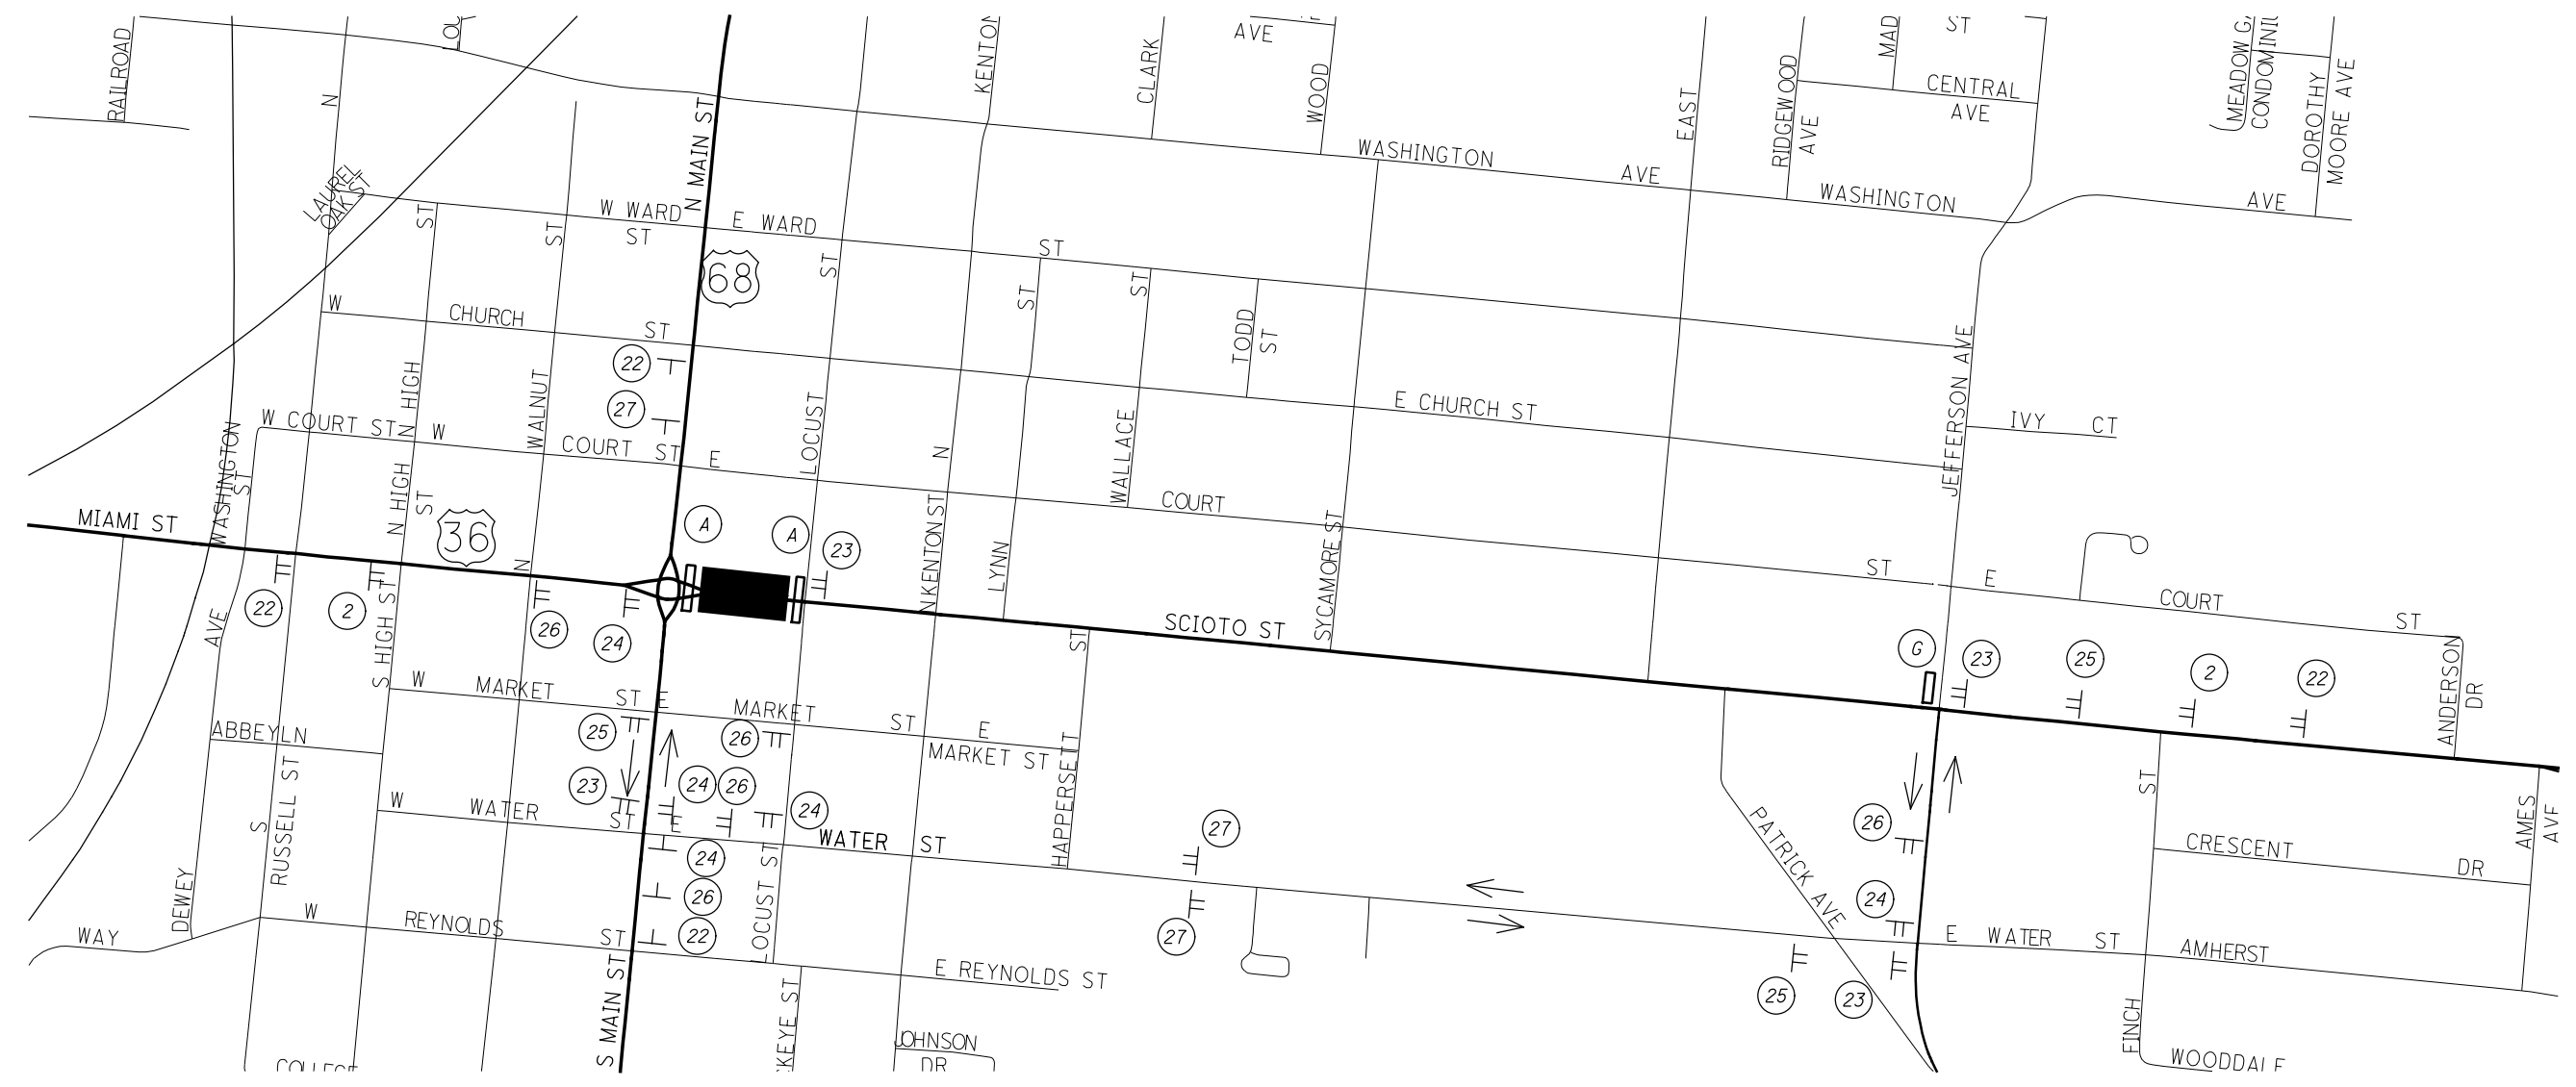 RAILROAD
N
KENTON
CLARK
AVE
WOOD
EAST
RIDGEWOOD
AVE
MAD
ST
CENTRAL
AVE
MEADOW G
DOROTHY
MOORE AVE
N MAIN ST
WASHINGTON
AVE
WASHINGTON
AVE
LAUREL
OAK ST
ST
ST
W WARD
ST
E WARD
ST
ST
68
ST
ST
TODD
ST
W
CHURCH
ST
22
27
N HIGH
WALNUT
LOCUST
WALLACE
E CHURCH ST
JEFFERSON AVE
IVY CT
W COURT ST
W
COURT ST
E
N
COURT
ST
E
COURT
ST
WASHINGTON
ST
N HIGH
ST
MIAMI ST
36
N
A
A
23
N KENTON ST
LYNN
SYCAMORE ST
SCIOTO ST
ST
22
2
26
24
AVE
S HIGH ST
G
23
25
2
22
ANDERSON
DR
W
MARKET
ST
E
MARKET
ST
E
MARKET ST
HAPPERSETT
ABBEY LN
25
26
23
24
26
24
RUSSELL ST
S
W
WATER
ST
E
WATER
ST
24
26
22
27
27
LOCUST ST
PATRICK AVE
26
24
ST
CRESCENT
DR
AMES
DEWEY
WAY
W
REYNOLDS
ST
E REYNOLDS ST
E WATER ST
AMHERST
25
23
S MAIN ST
KEYE ST
JOHNSON
DR
FINCH